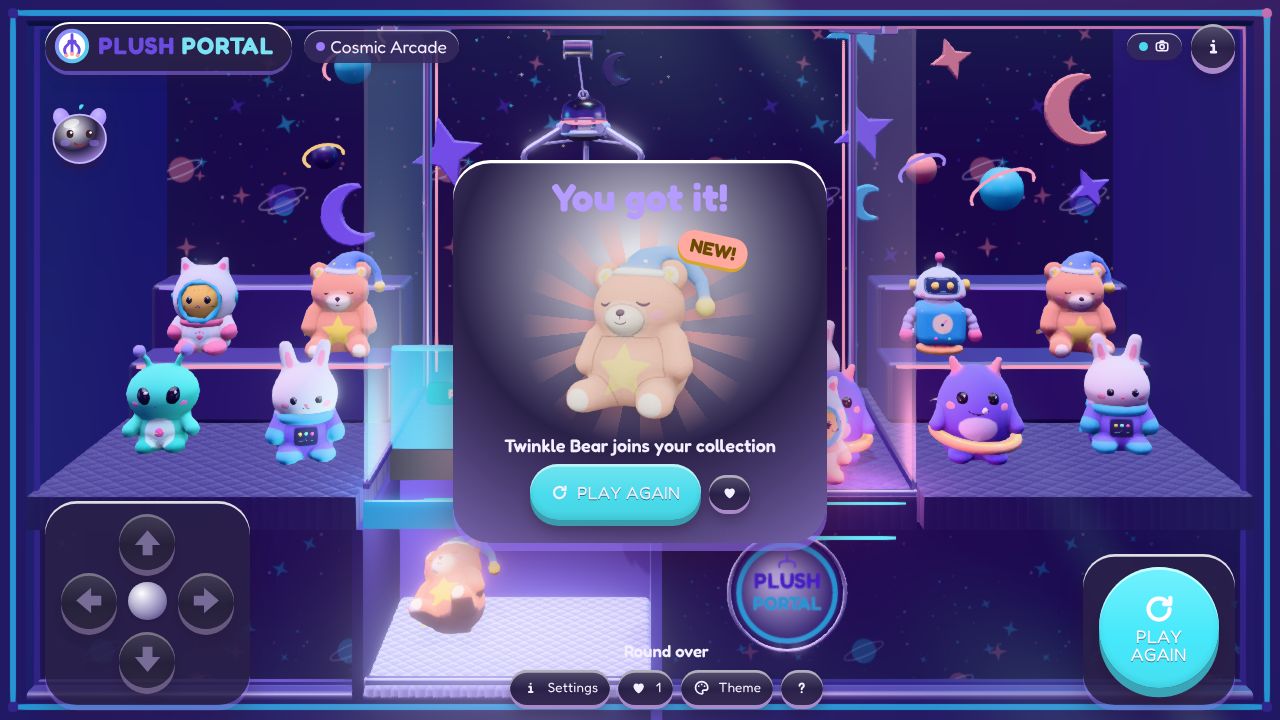 PLUSH PORTAL
Cosmic Arcade
i
You got it!
NEW!
Twinkle Bear joins your collection
PLAY AGAIN
PLUSH
PORTAL
Round over
i Settings
1
Theme
?
PLAY
AGAIN